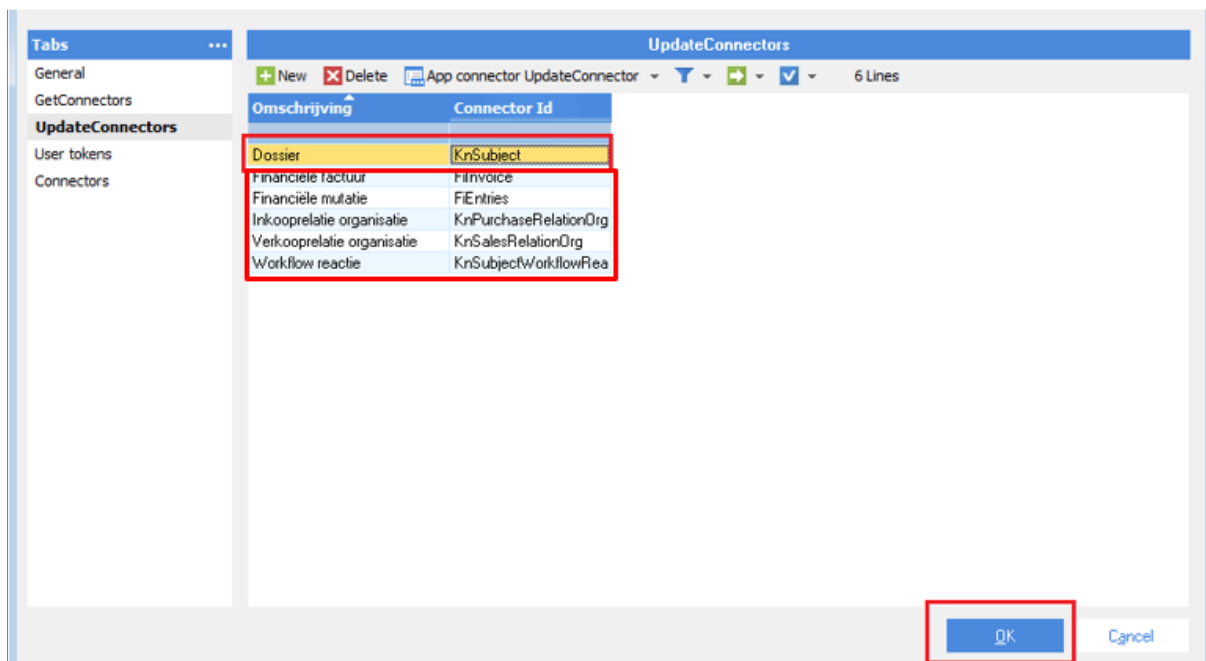 Tabs ...
General
GetConnectors
UpdateConnectors
User tokens
Connectors
UpdateConnectors
New Delete App connector UpdateConnector 6 Lines
Omschrijving Connector Id
Dossier KnSubject
Financiële factuur FiInvoice
Financiële mutatie FiEntries
Inkooprelatie organisatie KnPurchaseRelationOrg
Verkooprelatie organisatie KnSalesRelationOrg
Workflow reactie KnSubjectWorkflowRea
OK Cancel